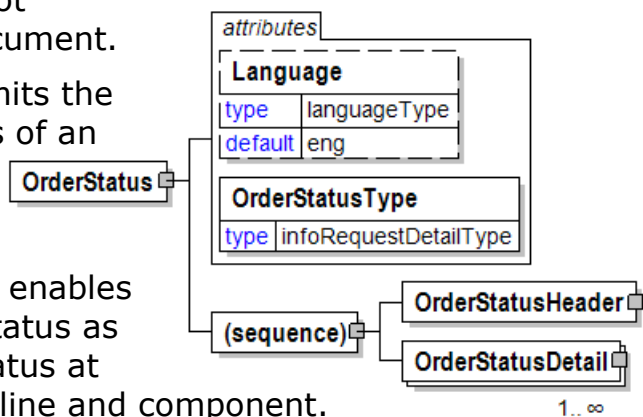 ot
cument.
attributes
Language
type languageType
default eng
nits the
s of an
OrderStatus
OrderStatusType
type infoRequestDetailType
enables
tatus as
atus at
line and component.
(sequence)
OrderStatusHeader
OrderStatusDetail
1..∞